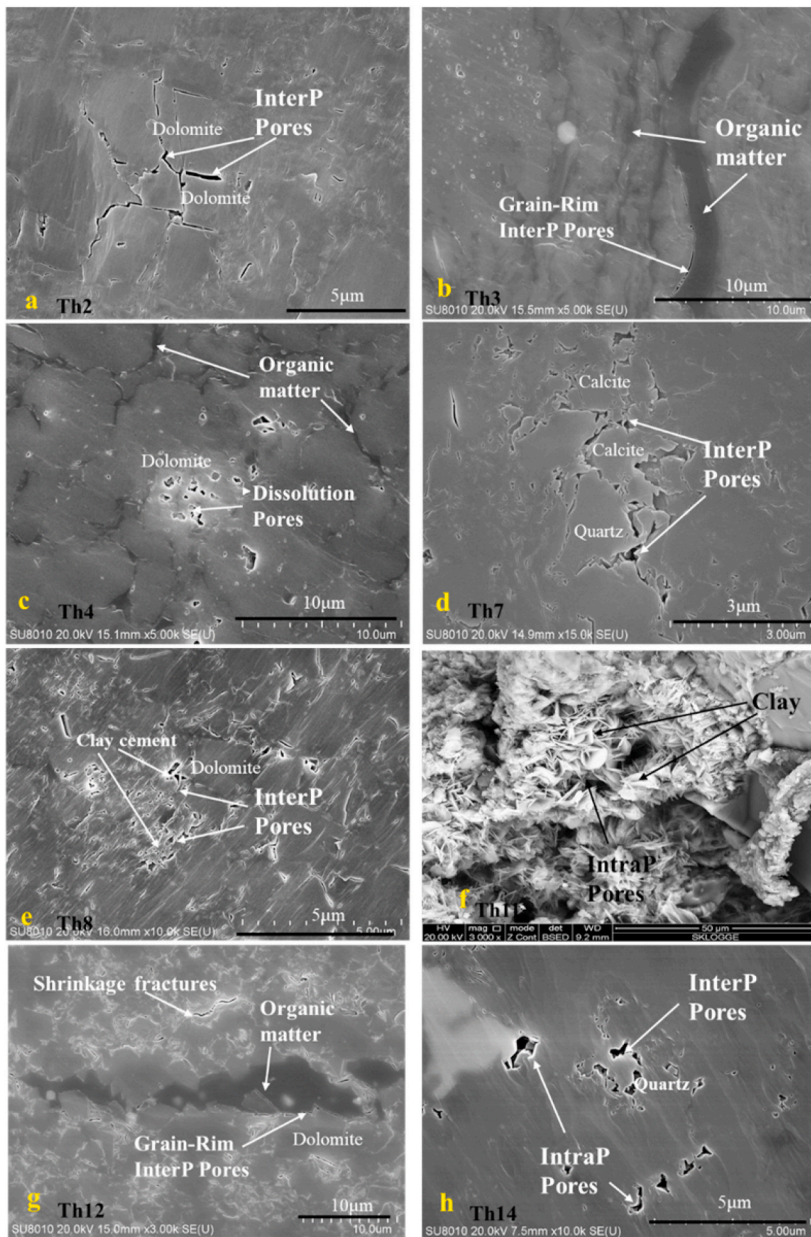 InterP
Pores
Dolomite
Dolomite
a
Th2
5μm
Organic
matter
Grain-Rim
InterP Pores
b
Th3
10μm
SU8010 20.0kV 15.5mm x5.00k SE(U)
10.0um
Organic
matter
Dolomite
Dissolution
Pores
c
Th4
10μm
SU8010 20.0kV 15.1mm x5.00k SE(U)
10.0um
Calcite
Calcite
InterP
Pores
Quartz
d
Th7
3μm
SU8010 20.0kV 14.9mm x15.0k SE(U)
3.00um
Clay cement
Dolomite
InterP
Pores
e
Th8
5μm
SU8010 20.0kV 16.0mm x10.0k SE(U)
5.00um
Clay
IntraP
Pores
f
Th11
HV mag mode det WD
20.00 kV 3 000 x Z Cont BSED 9.2 mm
50 μm
SKLOGGE
Shrinkage fractures
Organic
matter
Grain-Rim
InterP Pores
Dolomite
g
Th12
10μm
SU8010 20.0kV 15.0mm x3.00k SE(U)
10.0um
InterP
Pores
Quartz
IntraP
Pores
h
Th14
5μm
SU8010 20.0kV 7.5mm x10.0k SE(U)
5.00um